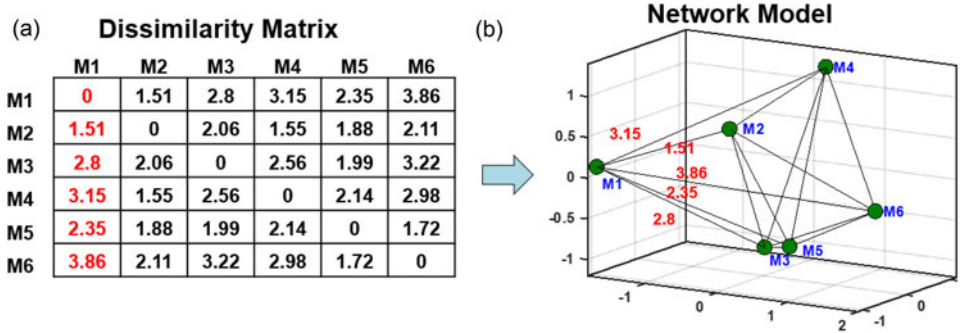 (a) Dissimilarity Matrix
M1 M2 M3 M4 M5 M6
M1 0 1.51 2.8 3.15 2.35 3.86
M2 1.51 0 2.06 1.55 1.88 2.11
M3 2.8 2.06 0 2.56 1.99 3.22
M4 3.15 1.55 2.56 0 2.14 2.98
M5 2.35 1.88 1.99 2.14 0 1.72
M6 3.86 2.11 3.22 2.98 1.72 0
(b) Network Model
M4
1
3.15
M2
0.5
1.51
3.86
0
M1
2.35
M6
-0.5
2.8
M5
M3
-1
-1
0
1
2
-1
0